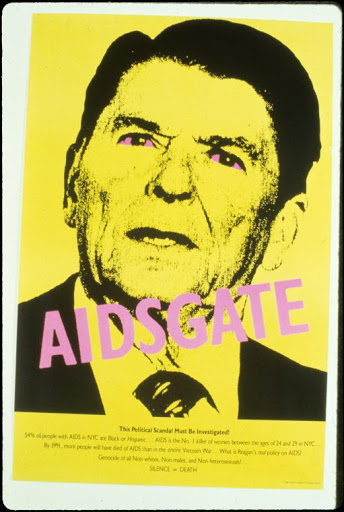 AIDSGATE
This Political Scandal Must Be Investigated!
54% of people with AIDS in NYC are Black or Hispanic. . . AIDS is the No. 1 killer of women between the ages of 24 and 29 in NYC. . .
By 1991, more people will have died of AIDS than in the entire Vietnam War. . . What is Reagan's real policy on AIDS?
Genocide of all Non-whites, Non-males, and Non-heterosexuals?. . .
SILENCE = DEATH